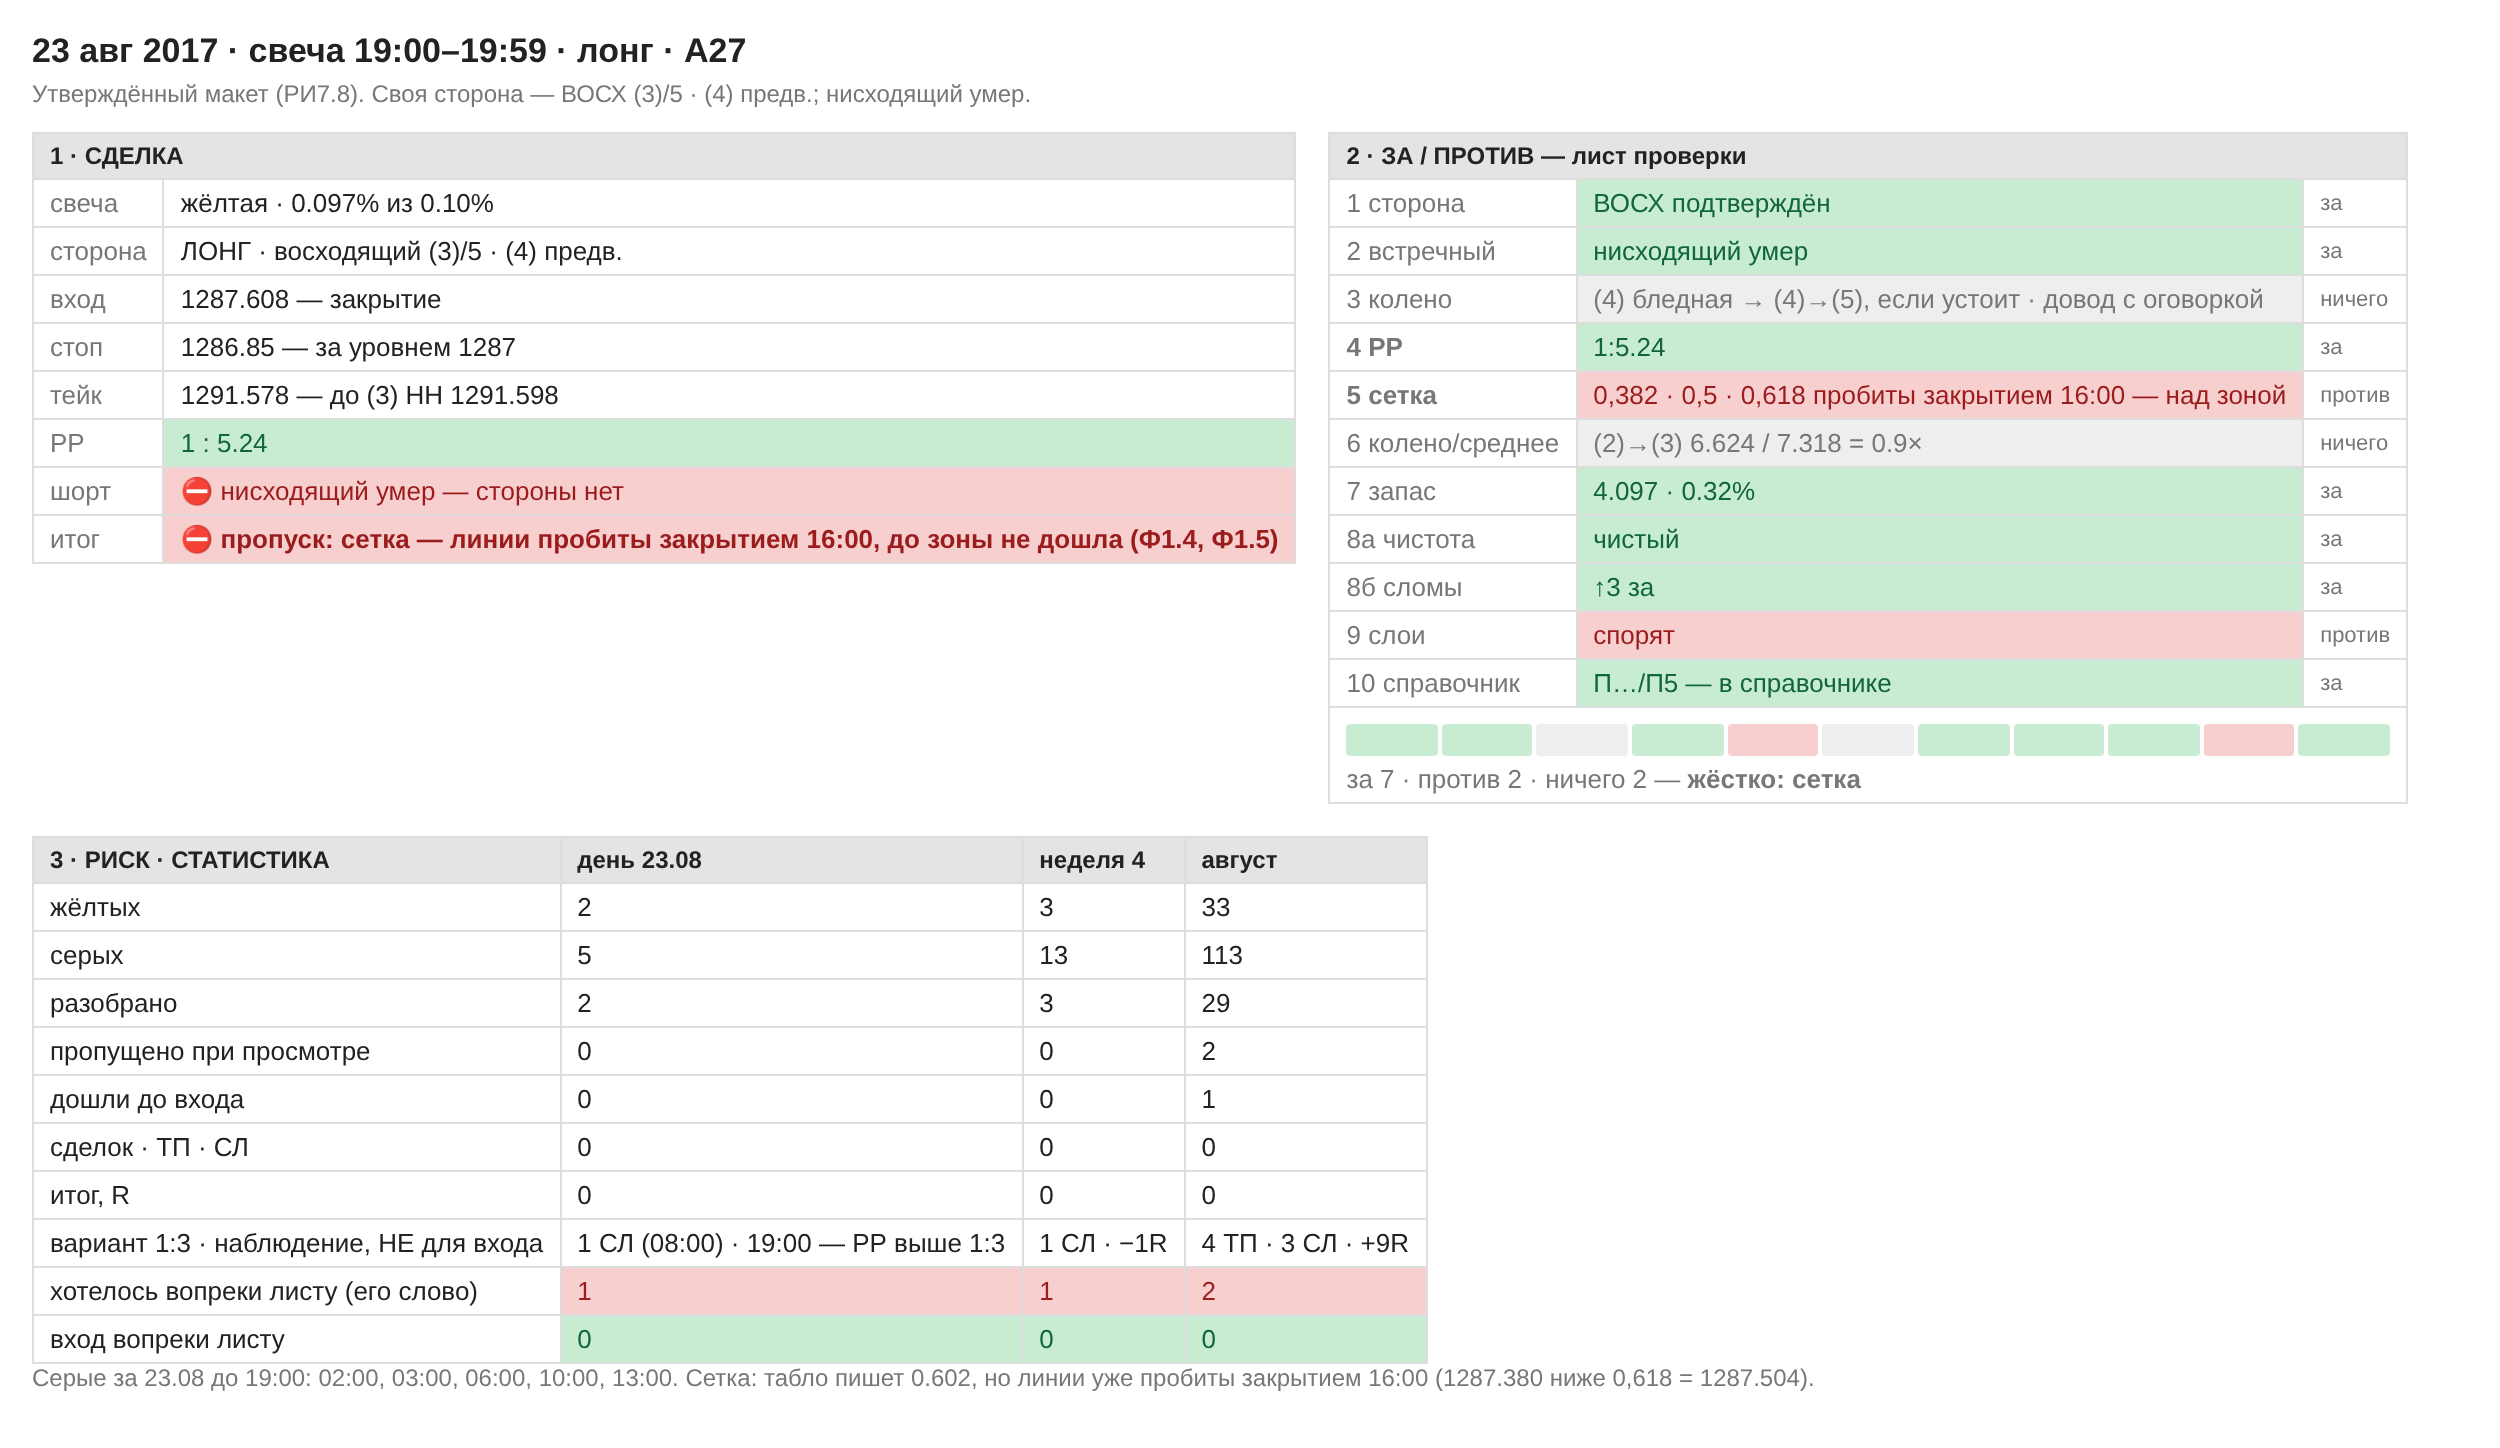 23 авг 2017 · свеча 19:00–19:59 · лонг · А27
Утверждённый макет (РИ7.8). Своя сторона — ВОСХ (3)/5 · (4) предв.; нисходящий умер.
1 · СДЕЛКА
свеча жёлтая · 0.097% из 0.10%
сторона ЛОНГ · восходящий (3)/5 · (4) предв.
вход 1287.608 — закрытие
стоп 1286.85 — за уровнем 1287
тейк 1291.578 — до (3) НН 1291.598
РР 1 : 5.24
шорт ⛔ нисходящий умер — стороны нет
итог ⛔ пропуск: сетка — линии пробиты закрытием 16:00, до зоны не дошла (Ф1.4, Ф1.5)
2 · ЗА / ПРОТИВ — лист проверки
1 сторона ВОСХ подтверждён за
2 встречный нисходящий умер за
3 колено (4) бледная → (4)→(5), если устоит · довод с оговоркой ничего
4 РР 1:5.24 за
5 сетка 0,382 · 0,5 · 0,618 пробиты закрытием 16:00 — над зоной против
6 колено/среднее (2)→(3) 6.624 / 7.318 = 0.9× ничего
7 запас 4.097 · 0.32% за
8а чистота чистый за
8б сломы ↑3 за за
9 слои спорят против
10 справочник П…/П5 — в справочнике за
за 7 · против 2 · ничего 2 — жёстко: сетка
3 · РИСК · СТАТИСТИКА день 23.08 неделя 4 август
жёлтых 2 3 33
серых 5 13 113
разобрано 2 3 29
пропущено при просмотре 0 0 2
дошли до входа 0 0 1
сделок · ТП · СЛ 0 0 0
итог, R 0 0 0
вариант 1:3 · наблюдение, НЕ для входа 1 СЛ (08:00) · 19:00 — РР выше 1:3 1 СЛ · −1R 4 ТП · 3 СЛ · +9R
хотелось вопреки листу (его слово) 1 1 2
вход вопреки листу 0 0 0
Серые за 23.08 до 19:00: 02:00, 03:00, 06:00, 10:00, 13:00. Сетка: табло пишет 0.602, но линии уже пробиты закрытием 16:00 (1287.380 ниже 0,618 = 1287.504).